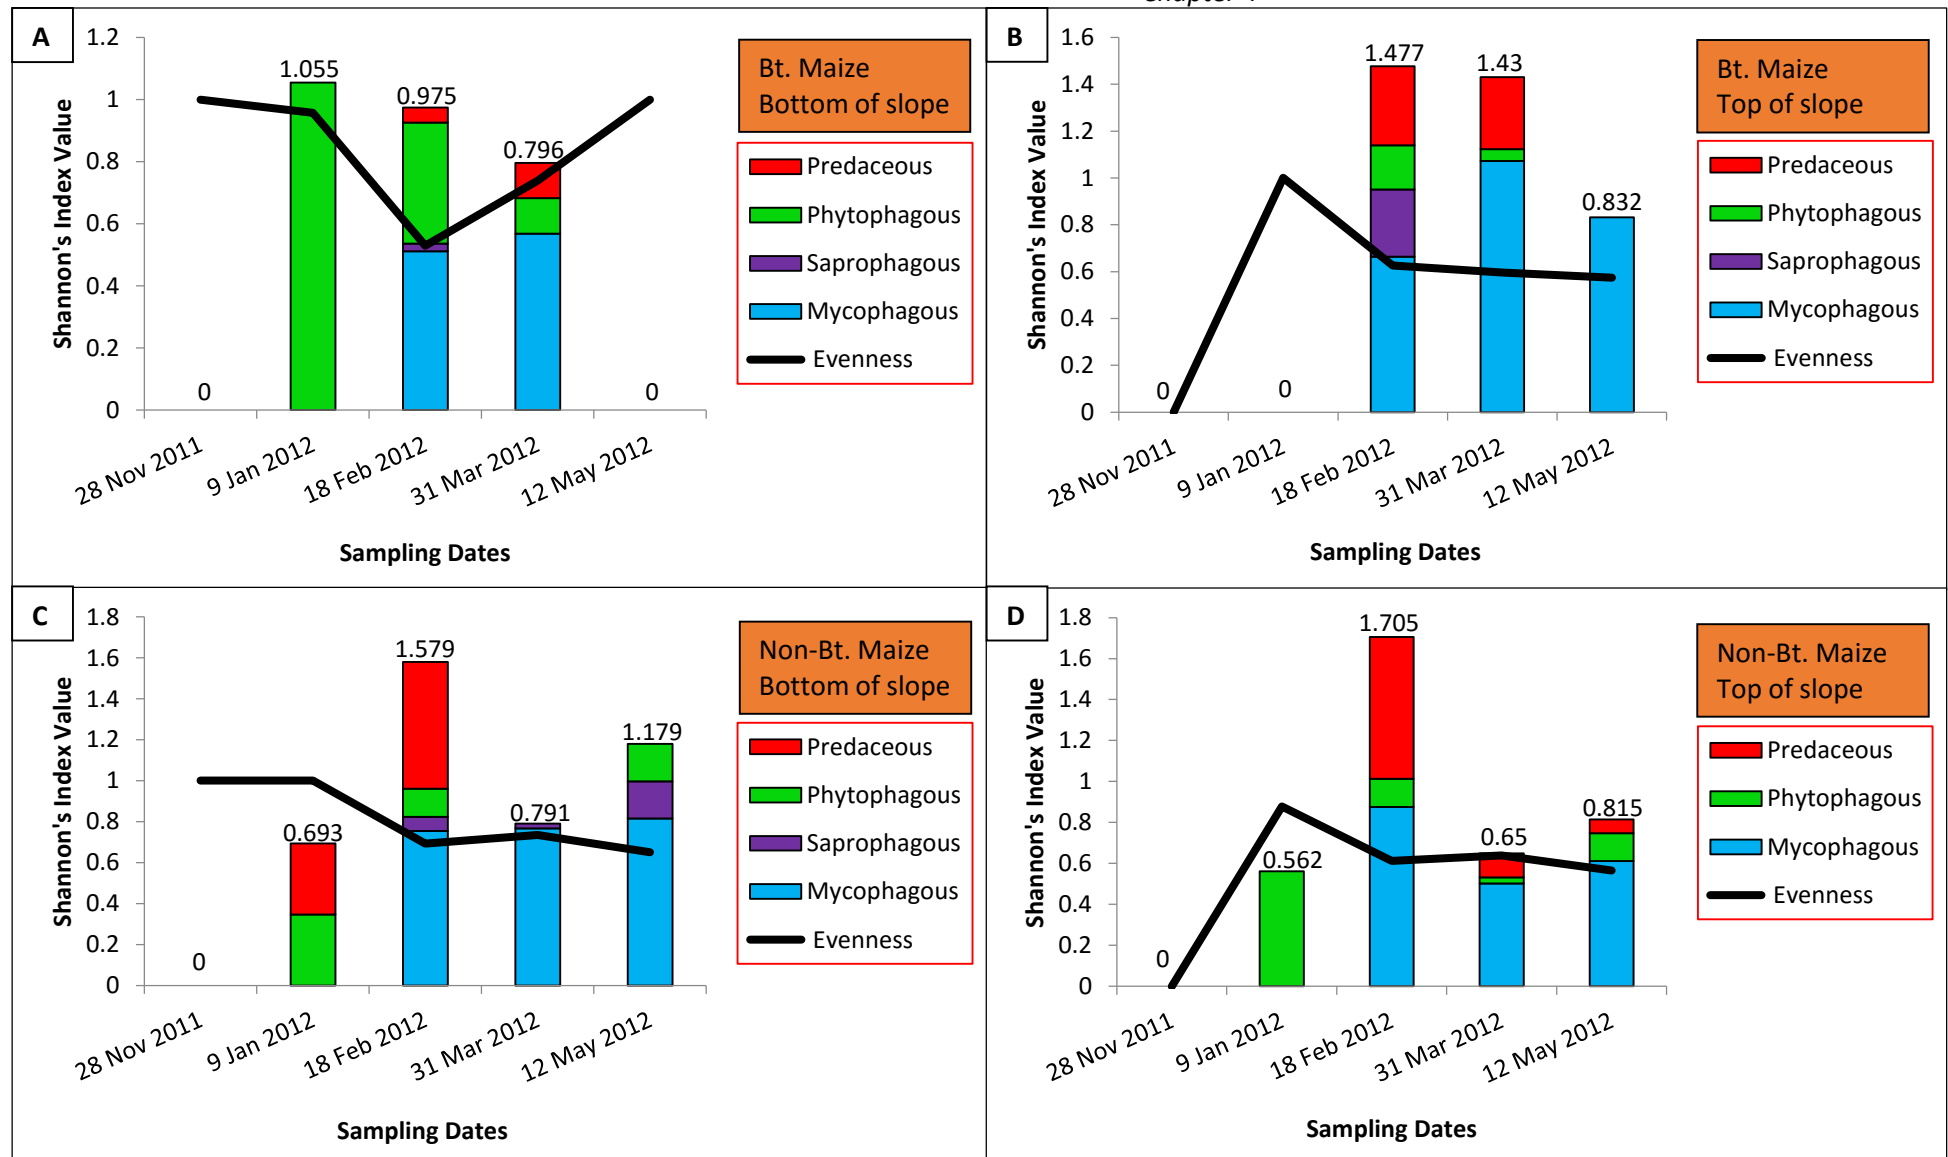 A
1.2
1
0.8
0.6
0.4
0.2
0
Shannon's Index Value
0
1.055
0.975
0.796
0
28 Nov 2011
9 Jan 2012
18 Feb 2012
31 Mar 2012
12 May 2012
Sampling Dates
Bt. Maize
Bottom of slope
Predaceous
Phytophagous
Saprophagous
Mycophagous
Evenness
B
1.6
1.4
1.2
1
0.8
0.6
0.4
0.2
0
Shannon's Index Value
0
0
1.477
1.43
0.832
28 Nov 2011
9 Jan 2012
18 Feb 2012
31 Mar 2012
12 May 2012
Sampling Dates
Bt. Maize
Top of slope
Predaceous
Phytophagous
Saprophagous
Mycophagous
Evenness
C
1.8
1.6
1.4
1.2
1
0.8
0.6
0.4
0.2
0
Shannon's Index Value
0
0.693
1.579
0.791
1.179
28 Nov 2011
9 Jan 2012
18 Feb 2012
31 Mar 2012
12 May 2012
Sampling Dates
Non-Bt. Maize
Bottom of slope
Predaceous
Phytophagous
Saprophagous
Mycophagous
Evenness
D
1.8
1.6
1.4
1.2
1
0.8
0.6
0.4
0.2
0
Shannon's Index Value
0
0.562
1.705
0.65
0.815
28 Nov 2011
9 Jan 2012
18 Feb 2012
31 Mar 2012
12 May 2012
Sampling Dates
Non-Bt. Maize
Top of slope
Predaceous
Phytophagous
Mycophagous
Evenness